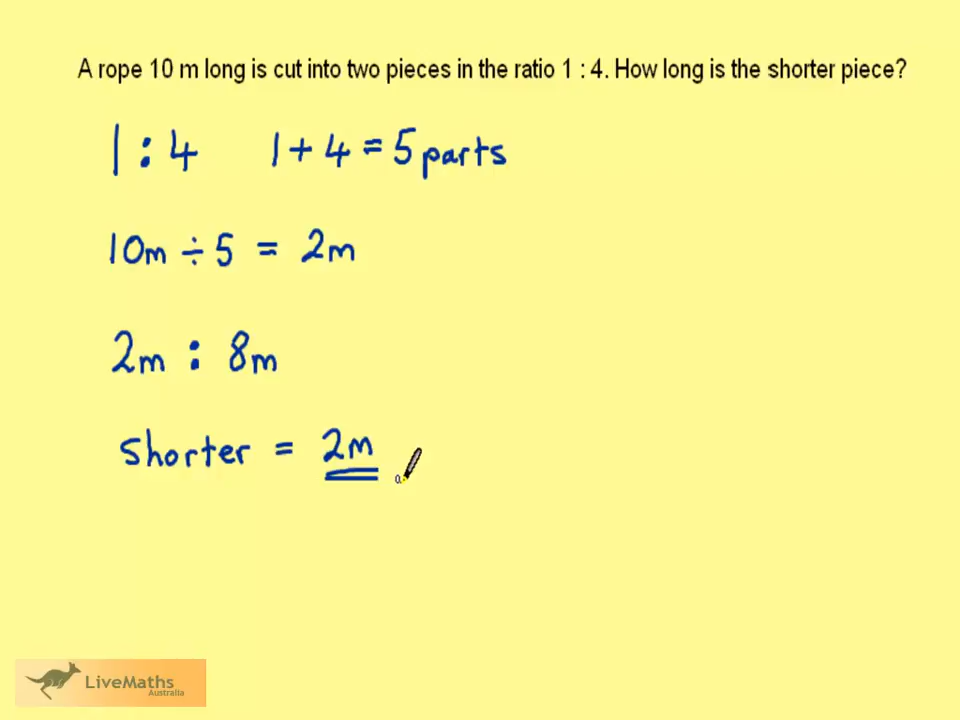 A rope 10 m long is cut into two pieces in the ratio 1 : 4. How long is the shorter piece?
1 : 4   1 + 4 = 5 parts
10m ÷ 5 = 2m
2m : 8m
shorter = 2m
LiveMaths
Australia